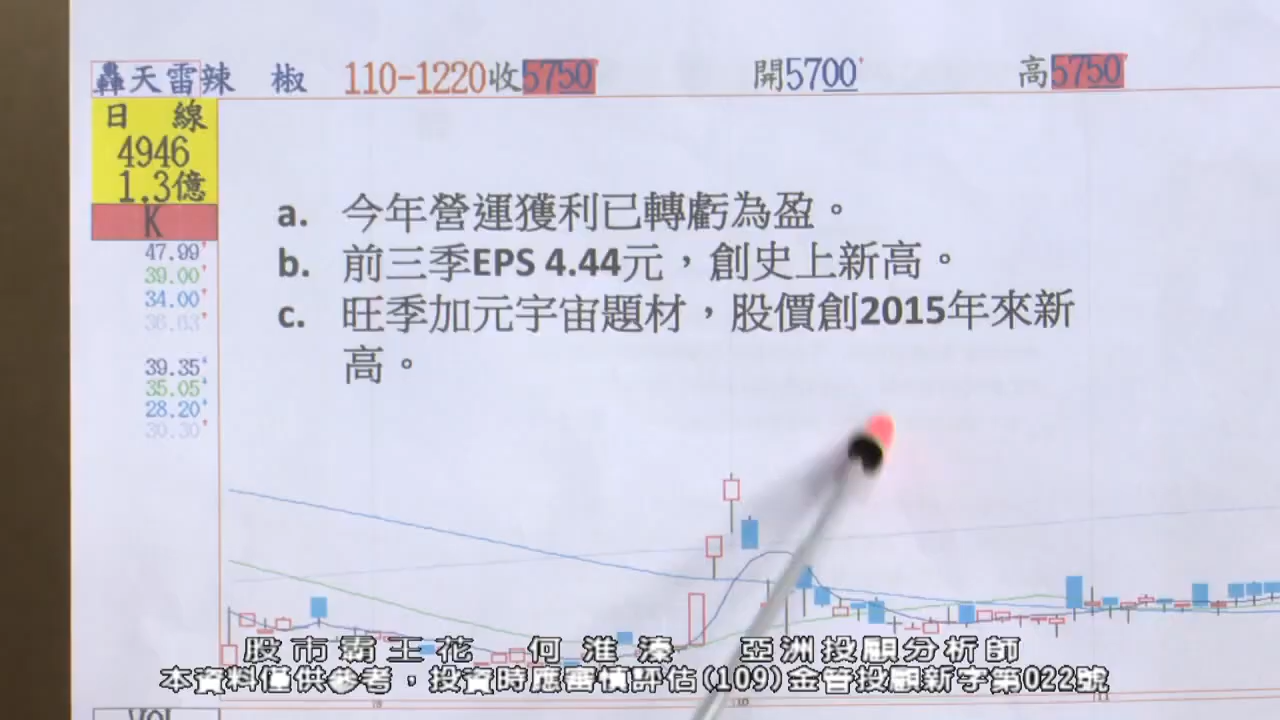 轟天雷辣 椒 110-1220收5750 開5700 高5750
日 線
4946
1.3億
K
47.99
39.00
34.00
36.63
39.35
35.05
28.20
30.30
a. 今年營運獲利已轉虧為盈。
b. 前三季EPS 4.44元，創史上新高。
c. 旺季加元宇宙題材，股價創2015年來新
高。
股市霸王花 何淮溱 亞洲投顧分析師
本資料僅供參考，投資時應審慎評估(109)金管投顧新字第022號
VOL